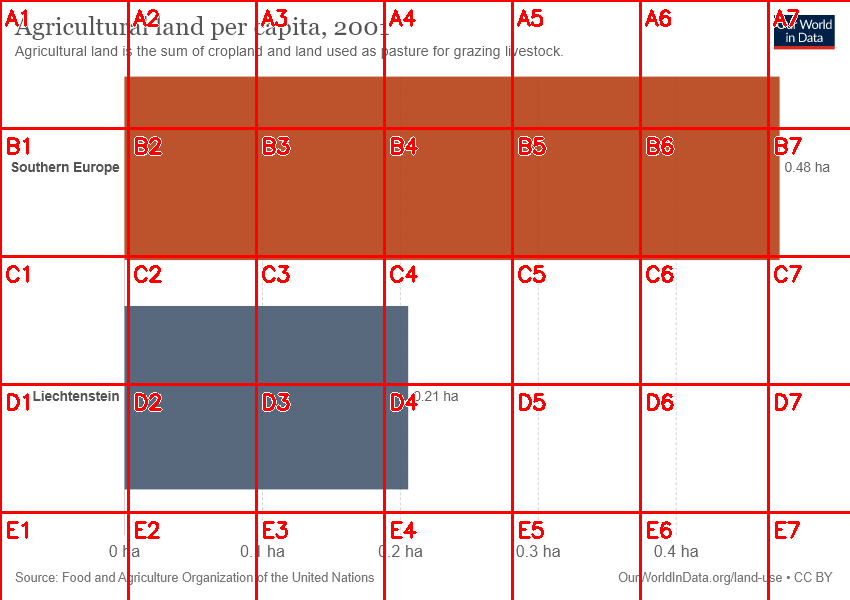 Agricultural land per capita, 2001
Agricultural land is the sum of cropland and land used as pasture for grazing livestock.
Our World
in Data
A1 A2 A3 A4 A5 A6 A7
B1 B2 B3 B4 B5 B6 B7
Southern Europe 0.48 ha
C1 C2 C3 C4 C5 C6 C7
Liechtenstein 0.21 ha
D1 D2 D3 D4 D5 D6 D7
E1 E2 E3 E4 E5 E6 E7
0 ha 0.1 ha 0.2 ha 0.3 ha 0.4 ha
Source: Food and Agriculture Organization of the United Nations OurWorldInData.org/land-use • CC BY